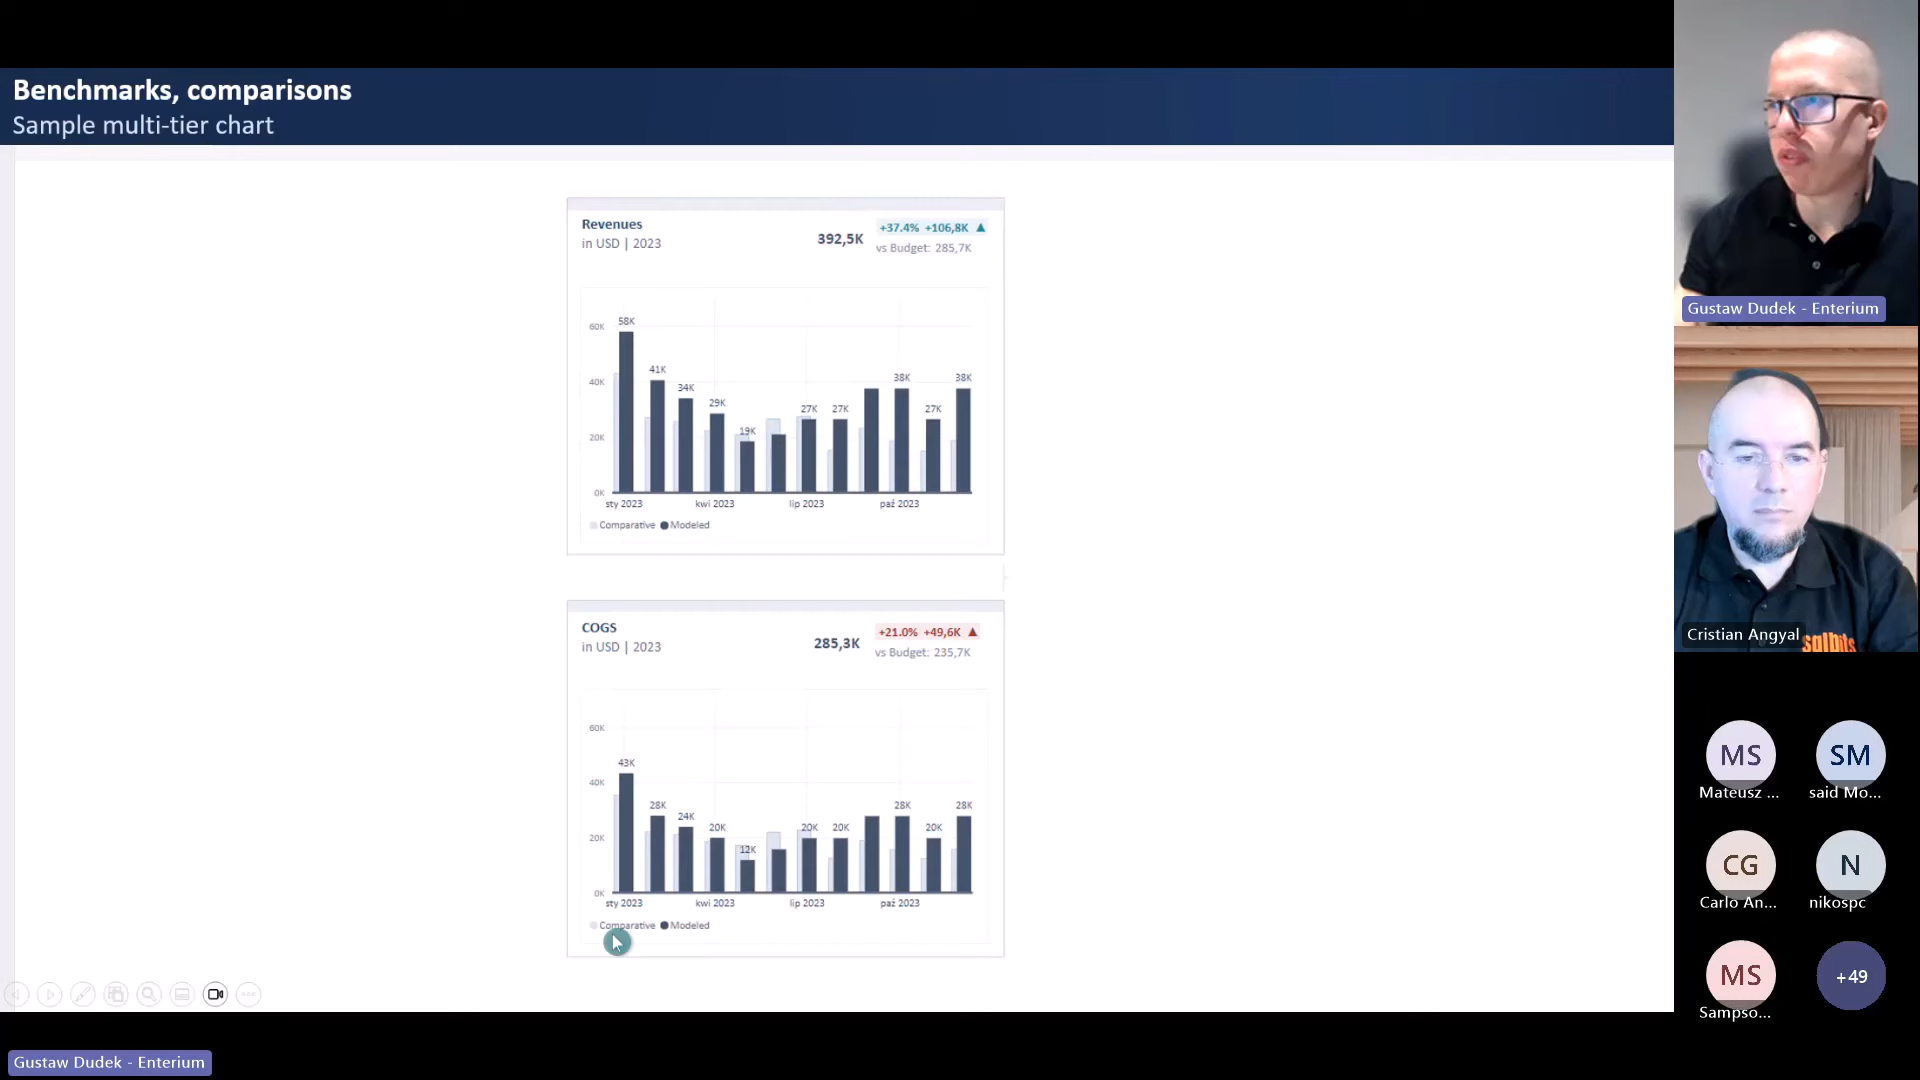 Benchmarks, comparisons
Sample multi-tier chart
Revenues
in USD | 2023
392,5K
+37.4% +106,8K ▲
vs Budget: 285,7K
60K
40K
20K
0K
58K
41K
34K
29K
19K
27K
27K
38K
27K
38K
sty 2023
kwi 2023
lip 2023
paź 2023
Comparative
Modeled
COGS
in USD | 2023
285,3K
+21.0% +49,6K ▲
vs Budget: 235,7K
60K
40K
20K
0K
43K
28K
24K
20K
12K
20K
20K
28K
20K
28K
sty 2023
kwi 2023
lip 2023
paź 2023
Comparative
Modeled
Gustaw Dudek - Enterium
Gustaw Dudek - Enterium
Cristian Angyal
sqlbits
MS
Mateusz ...
SM
said Mo...
CG
Carlo An...
N
nikospc
MS
Sampso...
+49